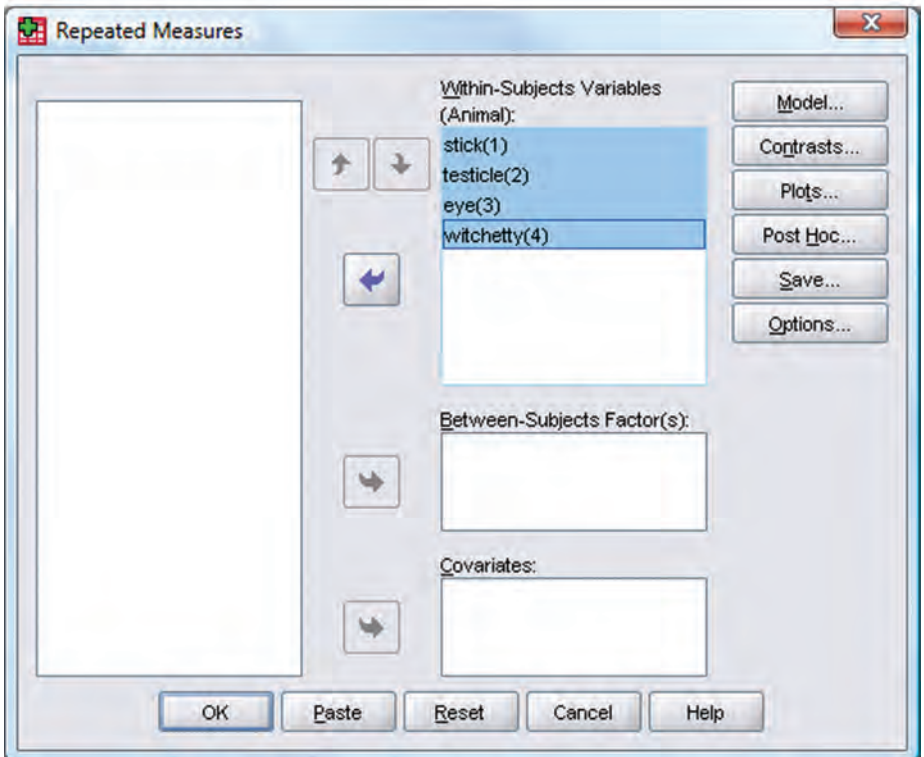 Repeated Measures
Within-Subjects Variables
(Animal):
stick(1)
testicle(2)
eye(3)
witchetty(4)
Model...
Contrasts...
Plots...
Post Hoc...
Save...
Options...
Between-Subjects Factor(s):
Covariates:
OK
Paste
Reset
Cancel
Help